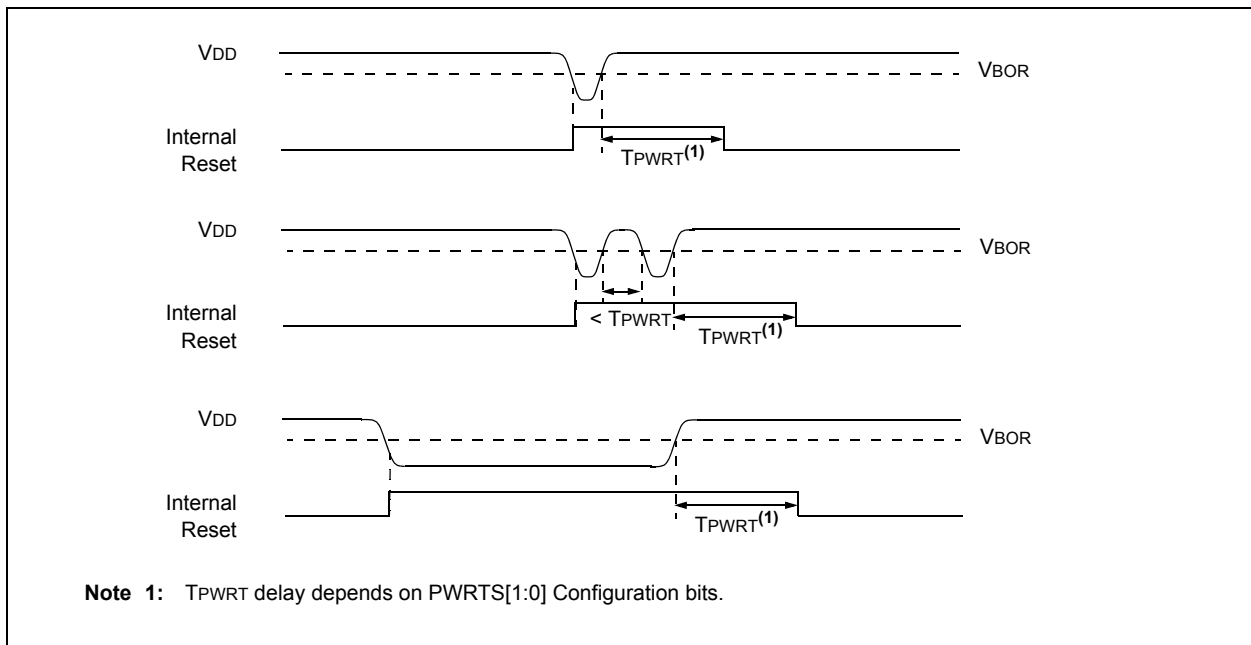 VDD
VBOR
Internal
Reset
TPWRT(1)
VDD
VBOR
Internal
Reset
< TPWRT
TPWRT(1)
VDD
VBOR
Internal
Reset
TPWRT(1)
Note 1: TPWRT delay depends on PWRTS[1:0] Configuration bits.